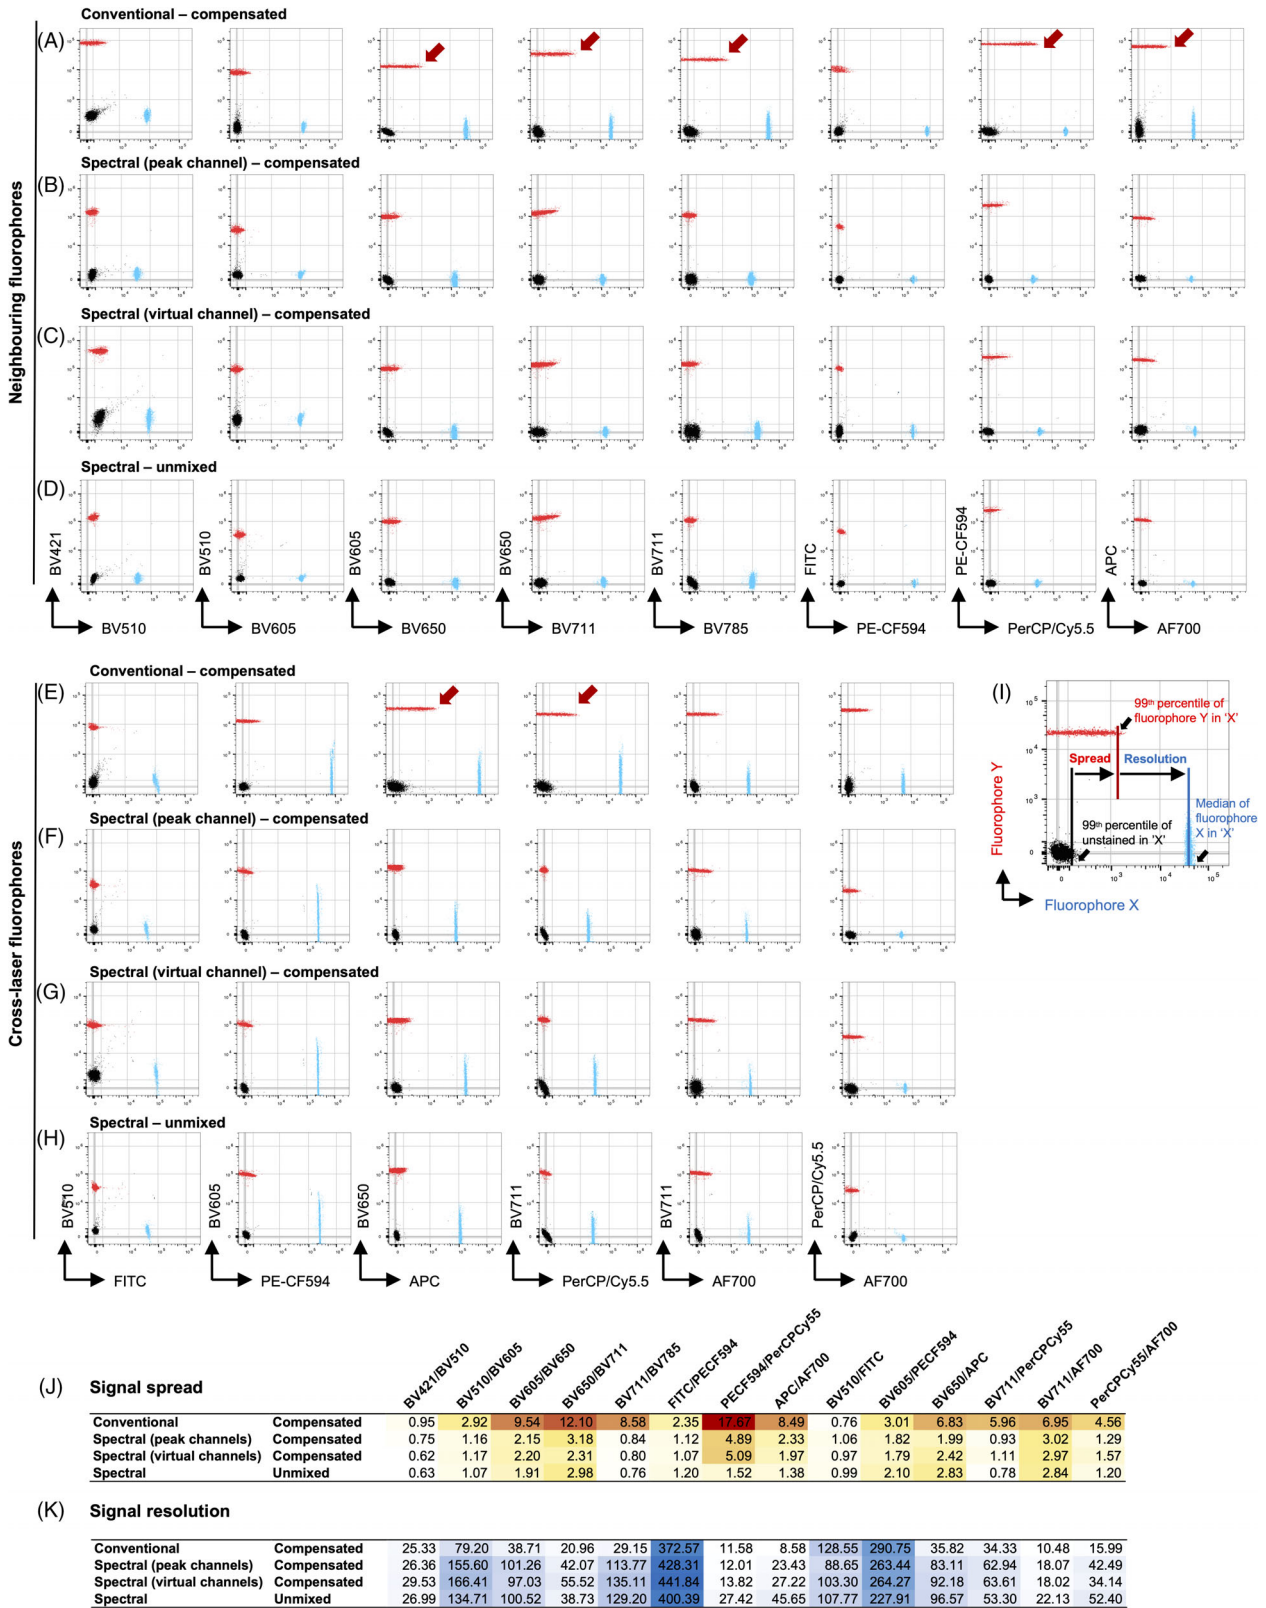 Neighbouring fluorophores
Conventional – compensated
(A)
Spectral (peak channel) – compensated
(B)
Spectral (virtual channel) – compensated
(C)
Spectral – unmixed
(D)
BV421
BV510
BV510
BV605
BV605
BV650
BV650
BV711
BV711
BV785
FITC
PE-CF594
PE-CF594
PerCP/Cy5.5
APC
AF700
Cross-laser fluorophores
Conventional – compensated
(E)
Spectral (peak channel) – compensated
(F)
Spectral (virtual channel) – compensated
(G)
Spectral – unmixed
(H)
BV510
FITC
BV605
PE-CF594
BV650
APC
BV711
PerCP/Cy5.5
BV711
AF700
PerCP/Cy5.5
AF700
(I)
10⁵
10⁴
10³
0
99th percentile of
fluorophore Y in 'X'
Spread
Resolution
Median of
fluorophore
X in 'X'
99th percentile of
unstained in 'X'
0 10³ 10⁴ 10⁵
Fluorophore Y
Fluorophore X
BV421/BV510 BV510/BV605 BV605/BV650 BV650/BV711 BV711/BV785 FITC/PECF594 PECF594/PerCPCy55 APC/AF700 BV510/FITC BV605/PECF594 BV650/APC BV711/PerCPCy55 BV711/AF700 PerCPCy55/AF700
(J) Signal spread
Conventional Compensated 0.95 2.92 9.54 12.10 8.58 2.35 17.67 8.49 0.76 3.01 6.83 5.96 6.95 4.56
Spectral (peak channels) Compensated 0.75 1.16 2.15 3.18 0.84 1.12 4.89 2.33 1.06 1.82 1.99 0.93 3.02 1.29
Spectral (virtual channels) Compensated 0.62 1.17 2.20 2.31 0.80 1.07 5.09 1.97 0.97 1.79 2.42 1.11 2.97 1.57
Spectral Unmixed 0.63 1.07 1.91 2.98 0.76 1.20 1.52 1.38 0.99 2.10 2.83 0.78 2.84 1.20
(K) Signal resolution
Conventional Compensated 25.33 79.20 38.71 20.96 29.15 372.57 11.58 8.58 128.55 290.75 35.82 34.33 10.48 15.99
Spectral (peak channels) Compensated 26.36 155.60 101.26 42.07 113.77 428.31 12.01 23.43 88.65 263.44 83.11 62.94 18.07 42.49
Spectral (virtual channels) Compensated 29.53 166.41 97.03 55.52 135.11 441.84 13.82 27.22 103.30 264.27 92.18 63.61 18.02 34.14
Spectral Unmixed 26.99 134.71 100.52 38.73 129.20 400.39 27.42 45.65 107.77 227.91 96.57 53.30 22.13 52.40